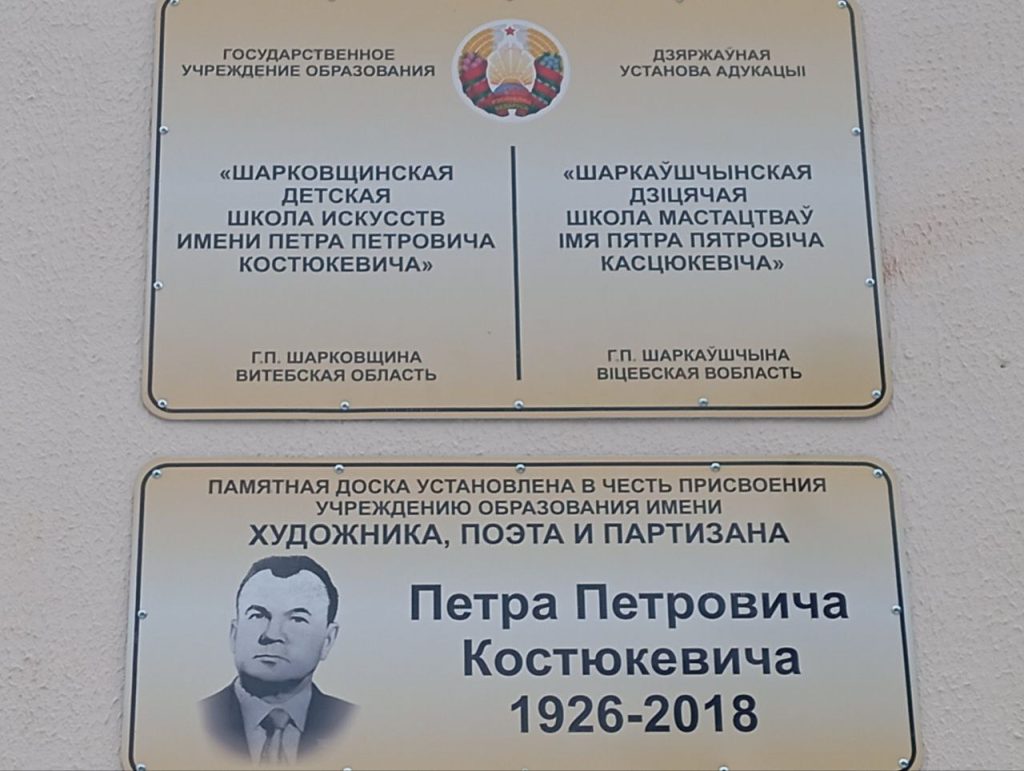 ГОСУДАРСТВЕННОЕ
УЧРЕЖДЕНИЕ ОБРАЗОВАНИЯ
«ШАРКОВЩИНСКАЯ
ДЕТСКАЯ
ШКОЛА ИСКУССТВ
ИМЕНИ ПЕТРА ПЕТРОВИЧА
КОСТЮКЕВИЧА»
Г.П. ШАРКОВЩИНА
ВИТЕБСКАЯ ОБЛАСТЬ
ДЗЯРЖАЎНАЯ
УСТАНОВА АДУКАЦЫІ
«ШАРКАЎШЧЫНСКАЯ
ДЗІЦЯЧАЯ
ШКОЛА МАСТАЦТВАЎ
ІМЯ ПЯТРА ПЯТРОВІЧА
КАСЦЮКЕВІЧА»
Г.П. ШАРКАЎШЧЫНА
ВІЦЕБСКАЯ ВОБЛАСТЬ
ПАМЯТНАЯ ДОСКА УСТАНОВЛЕНА В ЧЕСТЬ ПРИСВОЕНИЯ
УЧРЕЖДЕНИЮ ОБРАЗОВАНИЯ ИМЕНИ
ХУДОЖНИКА, ПОЭТА И ПАРТИЗАНА
Петра Петровича
Костюкевича
1926-2018